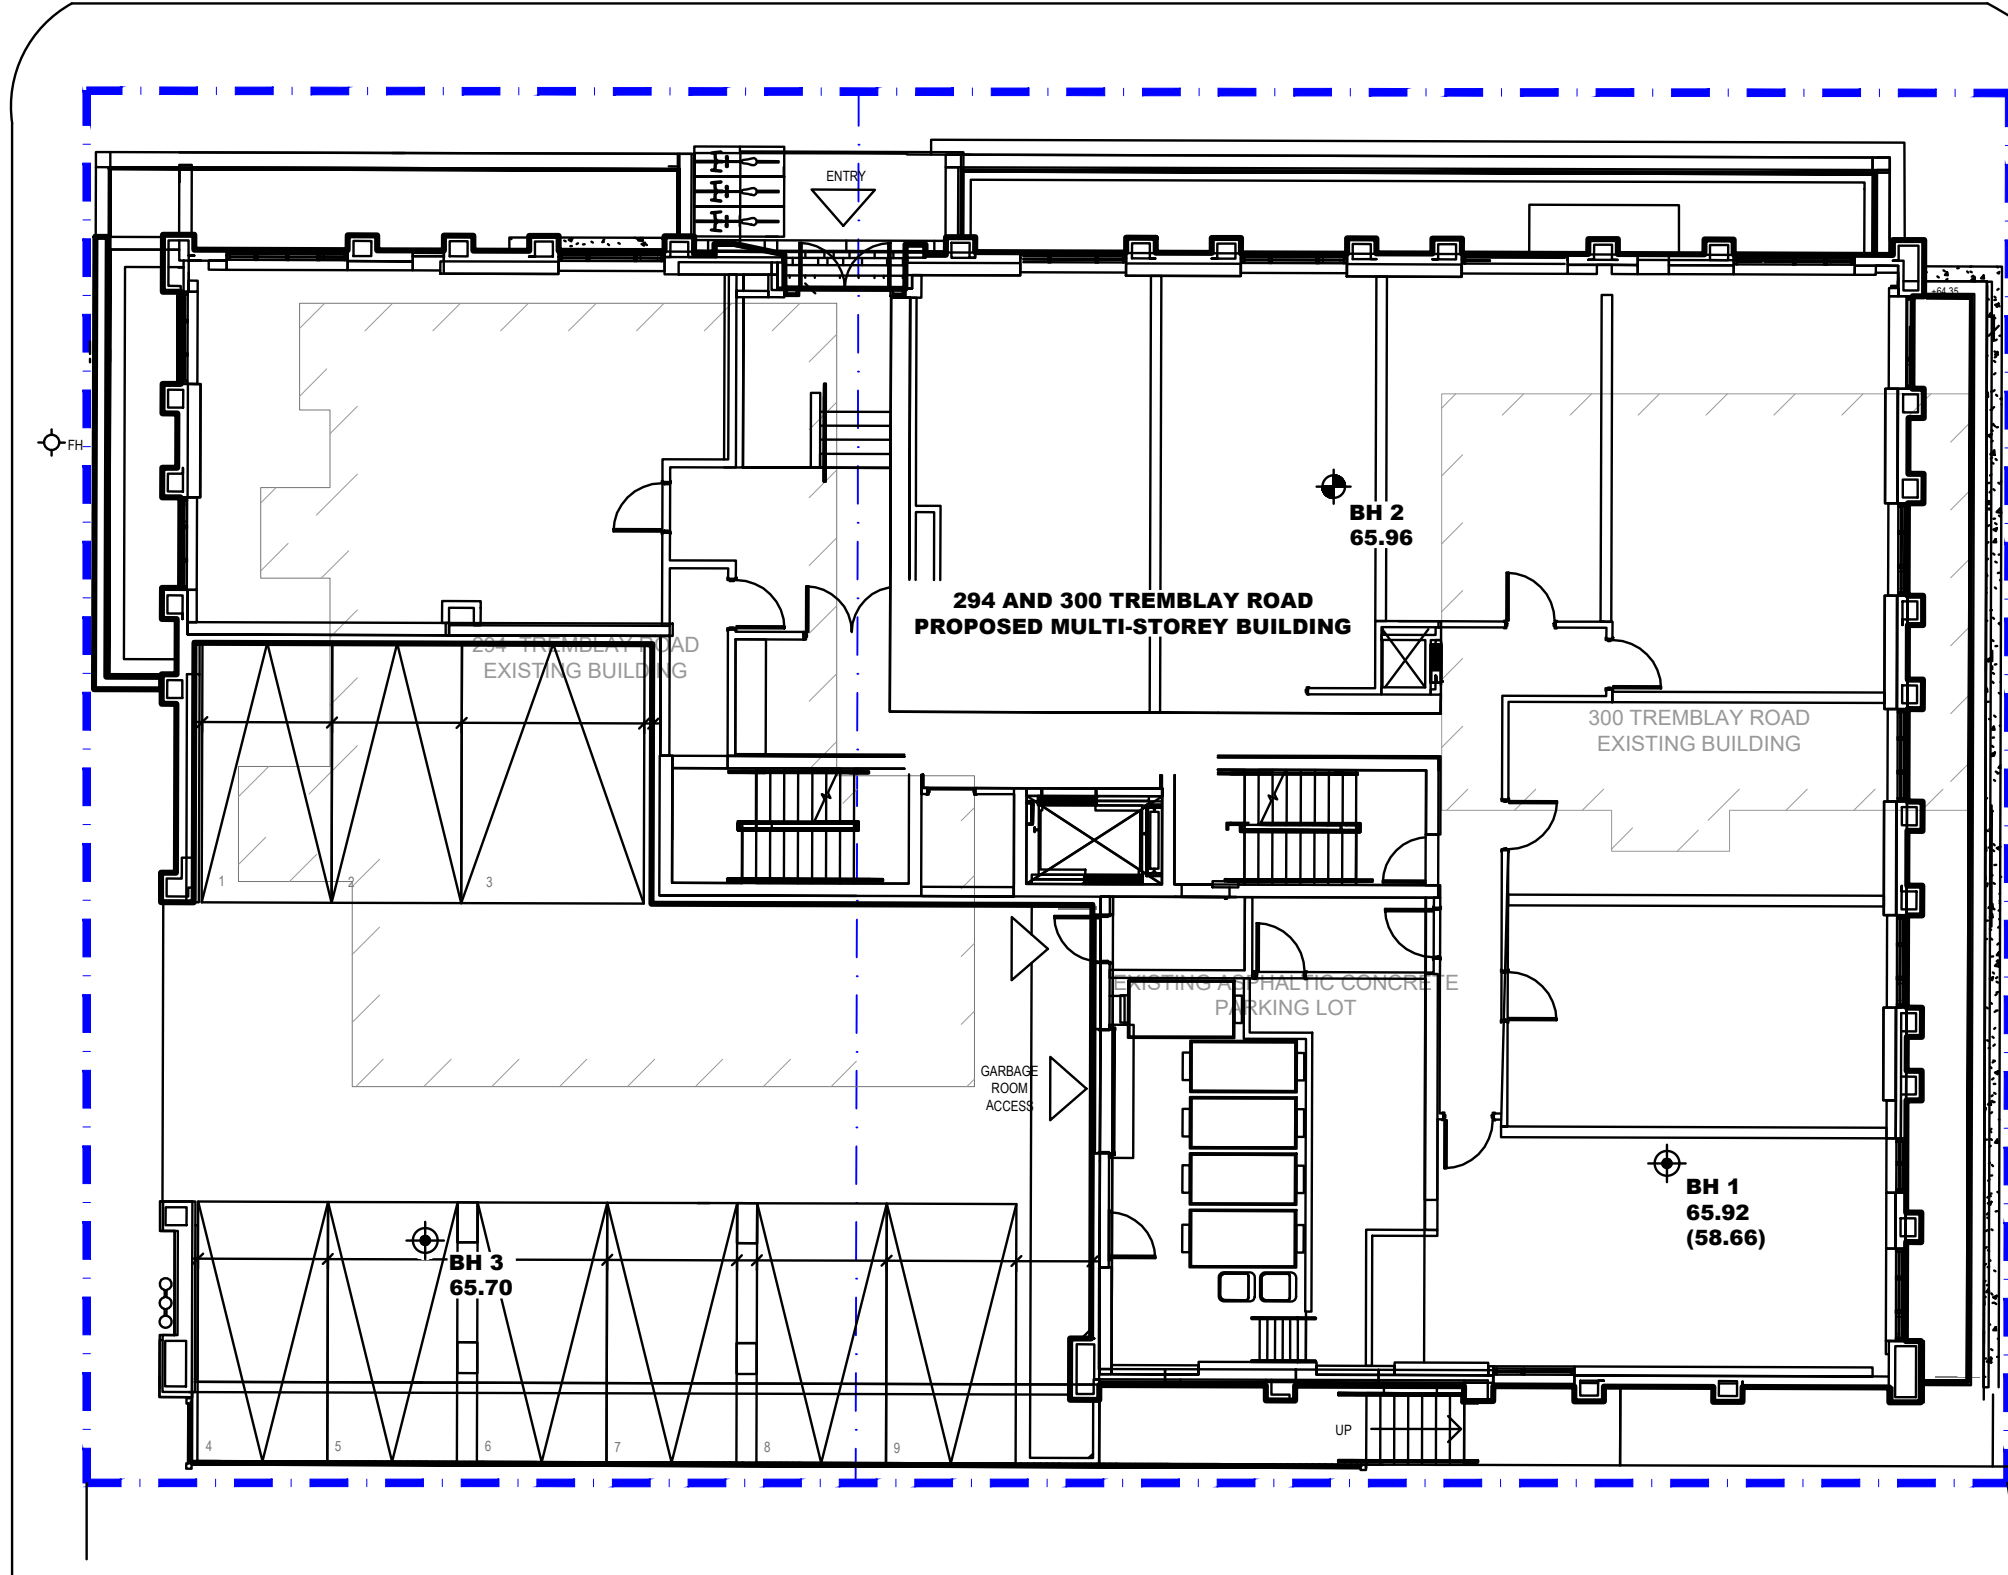 ENTRY
+64.35
FH
BH 2
65.96
294 AND 300 TREMBLAY ROAD
PROPOSED MULTI-STOREY BUILDING
294 TREMBLAY ROAD
EXISTING BUILDING
300 TREMBLAY ROAD
EXISTING BUILDING
1
2
3
EXISTING ASPHALTIC CONCRETE
PARKING LOT
GARBAGE
ROOM
ACCESS
BH 1
65.92
(58.66)
BH 3
65.70
UP
4
5
6
7
8
9